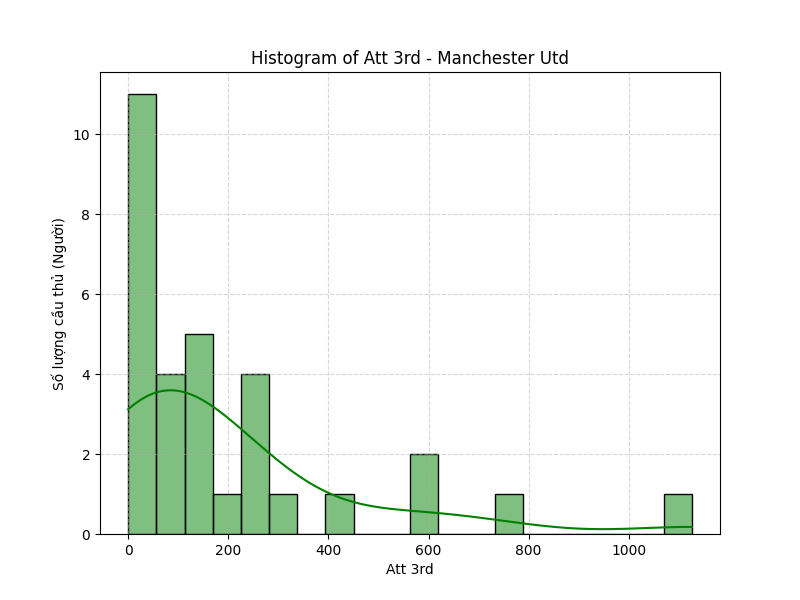 Histogram of Att 3rd - Manchester Utd
Số lượng cầu thủ (Người)
10
8
6
4
2
0
0 200 400 600 800 1000
Att 3rd